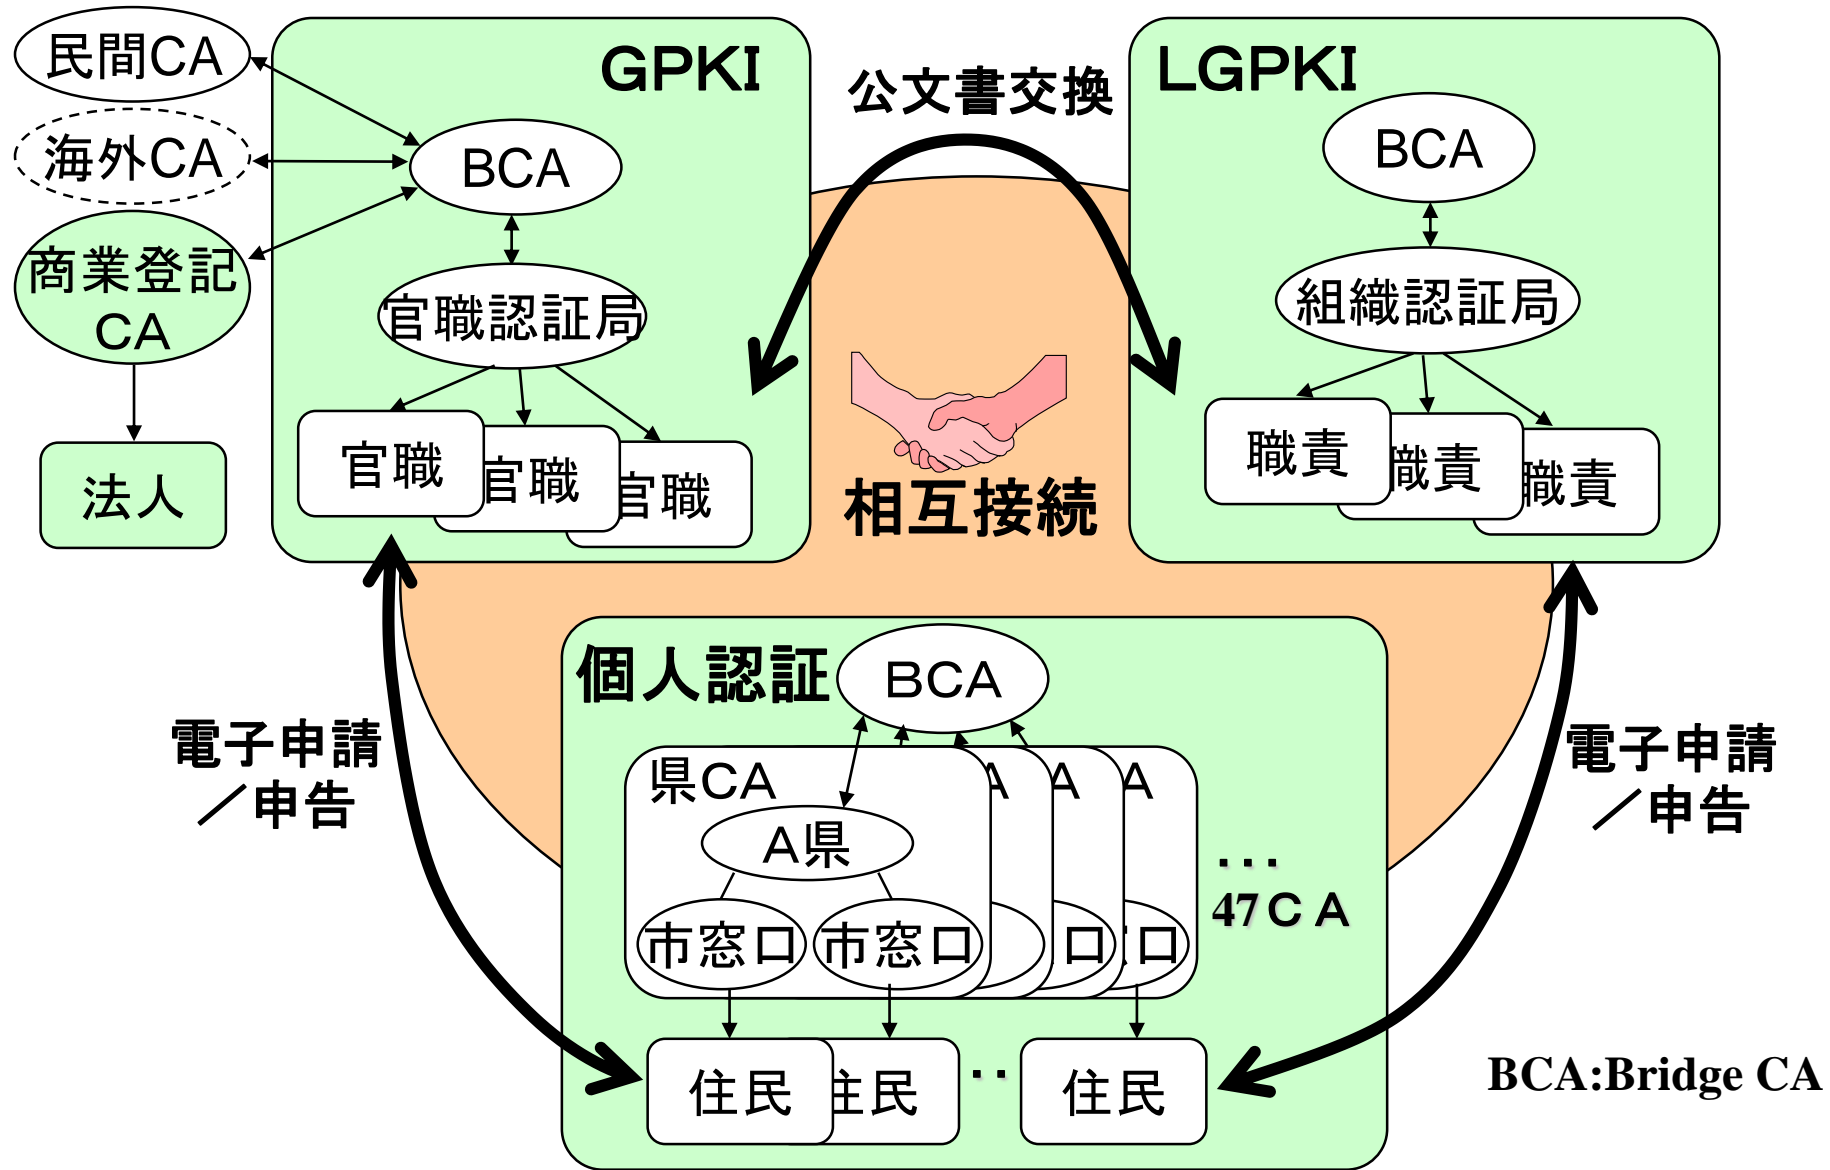 民間CA
海外CA
商業登記
CA
法人
GPKI
BCA
官職認証局
官職
官職
官職
公文書交換
LGPKI
BCA
組織認証局
職責
職責
職責
相互接続
電子申請
／申告
個人認証
BCA
県CA
A
A
A
A県
市窓口
市窓口
口
口
･･･
47ＣＡ
住民
住民
･･
住民
電子申請
／申告
BCA:Bridge CA